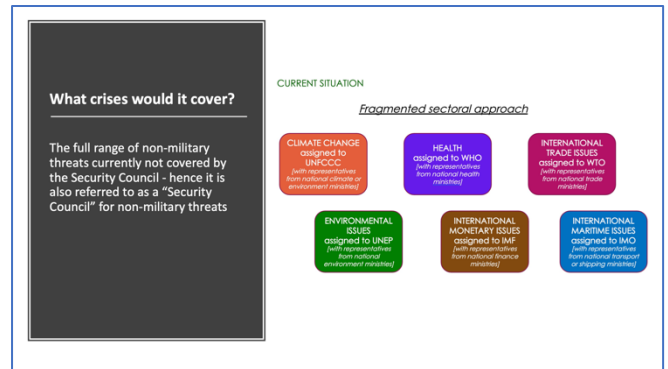 What crises would it cover?
The full range of non-military
threats currently not covered by
the Security Council - hence it is
also referred to as a “Security
Council” for non-military threats
CURRENT SITUATION
Fragmented sectoral approach
CLIMATE CHANGE
assigned to
UNFCCC
[with representatives
from national climate or
environment ministries]
HEALTH
assigned to WHO
[with representatives
from national health
ministries]
INTERNATIONAL
TRADE ISSUES
assigned to WTO
[with representatives
from national trade
ministries]
ENVIRONMENTAL
ISSUES
assigned to UNEP
[with representatives
from national
environment ministries]
INTERNATIONAL
MONETARY ISSUES
assigned to IMF
[with representatives
from national finance
ministries]
INTERNATIONAL
MARITIME ISSUES
assigned to IMO
[with representatives
from national transport
or shipping ministries]